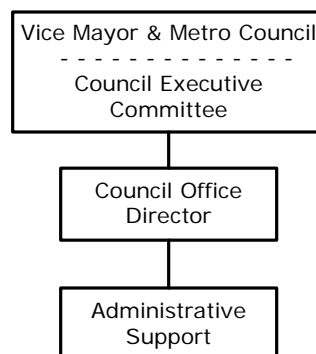 Vice Mayor & Metro Council
- - - - - - - - - - - - - -
Council Executive
Committee
Council Office
Director
Administrative
Support